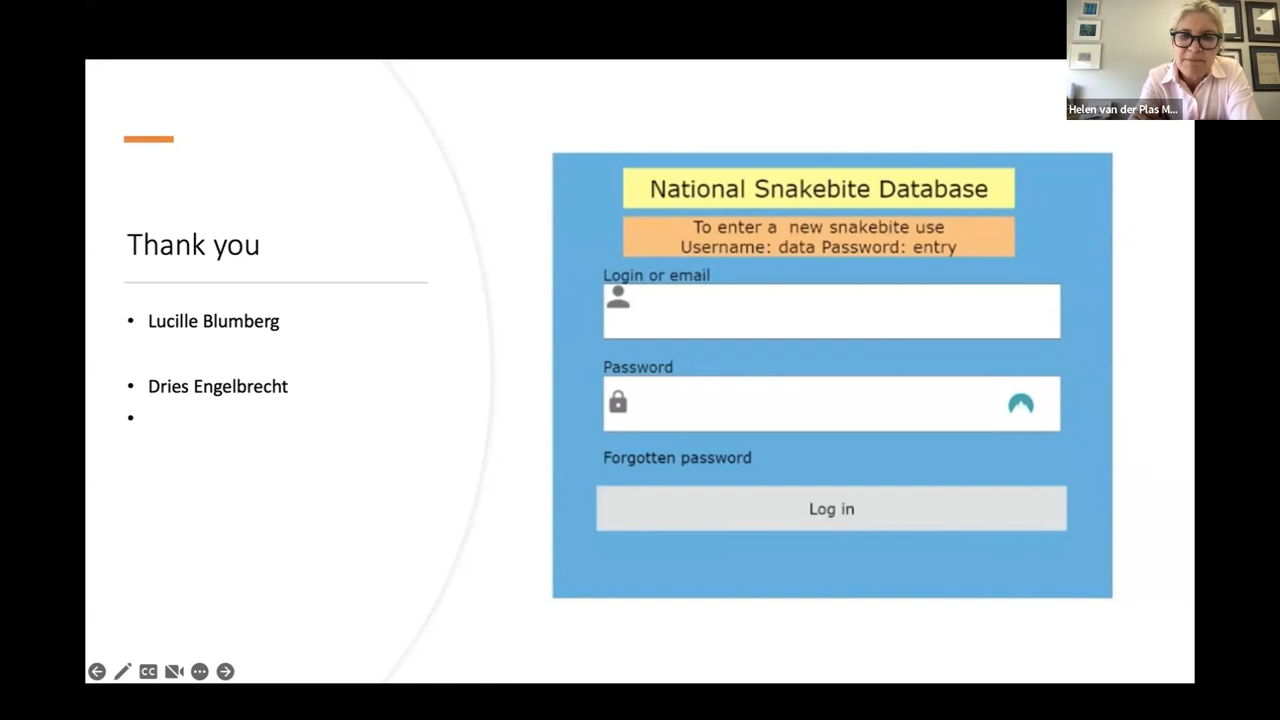 Helen van der Plas M...
Thank you
• Lucille Blumberg
• Dries Engelbrecht
•
National Snakebite Database
To enter a new snakebite use
Username: data Password: entry
Login or email
Password
Forgotten password
Log in
CC